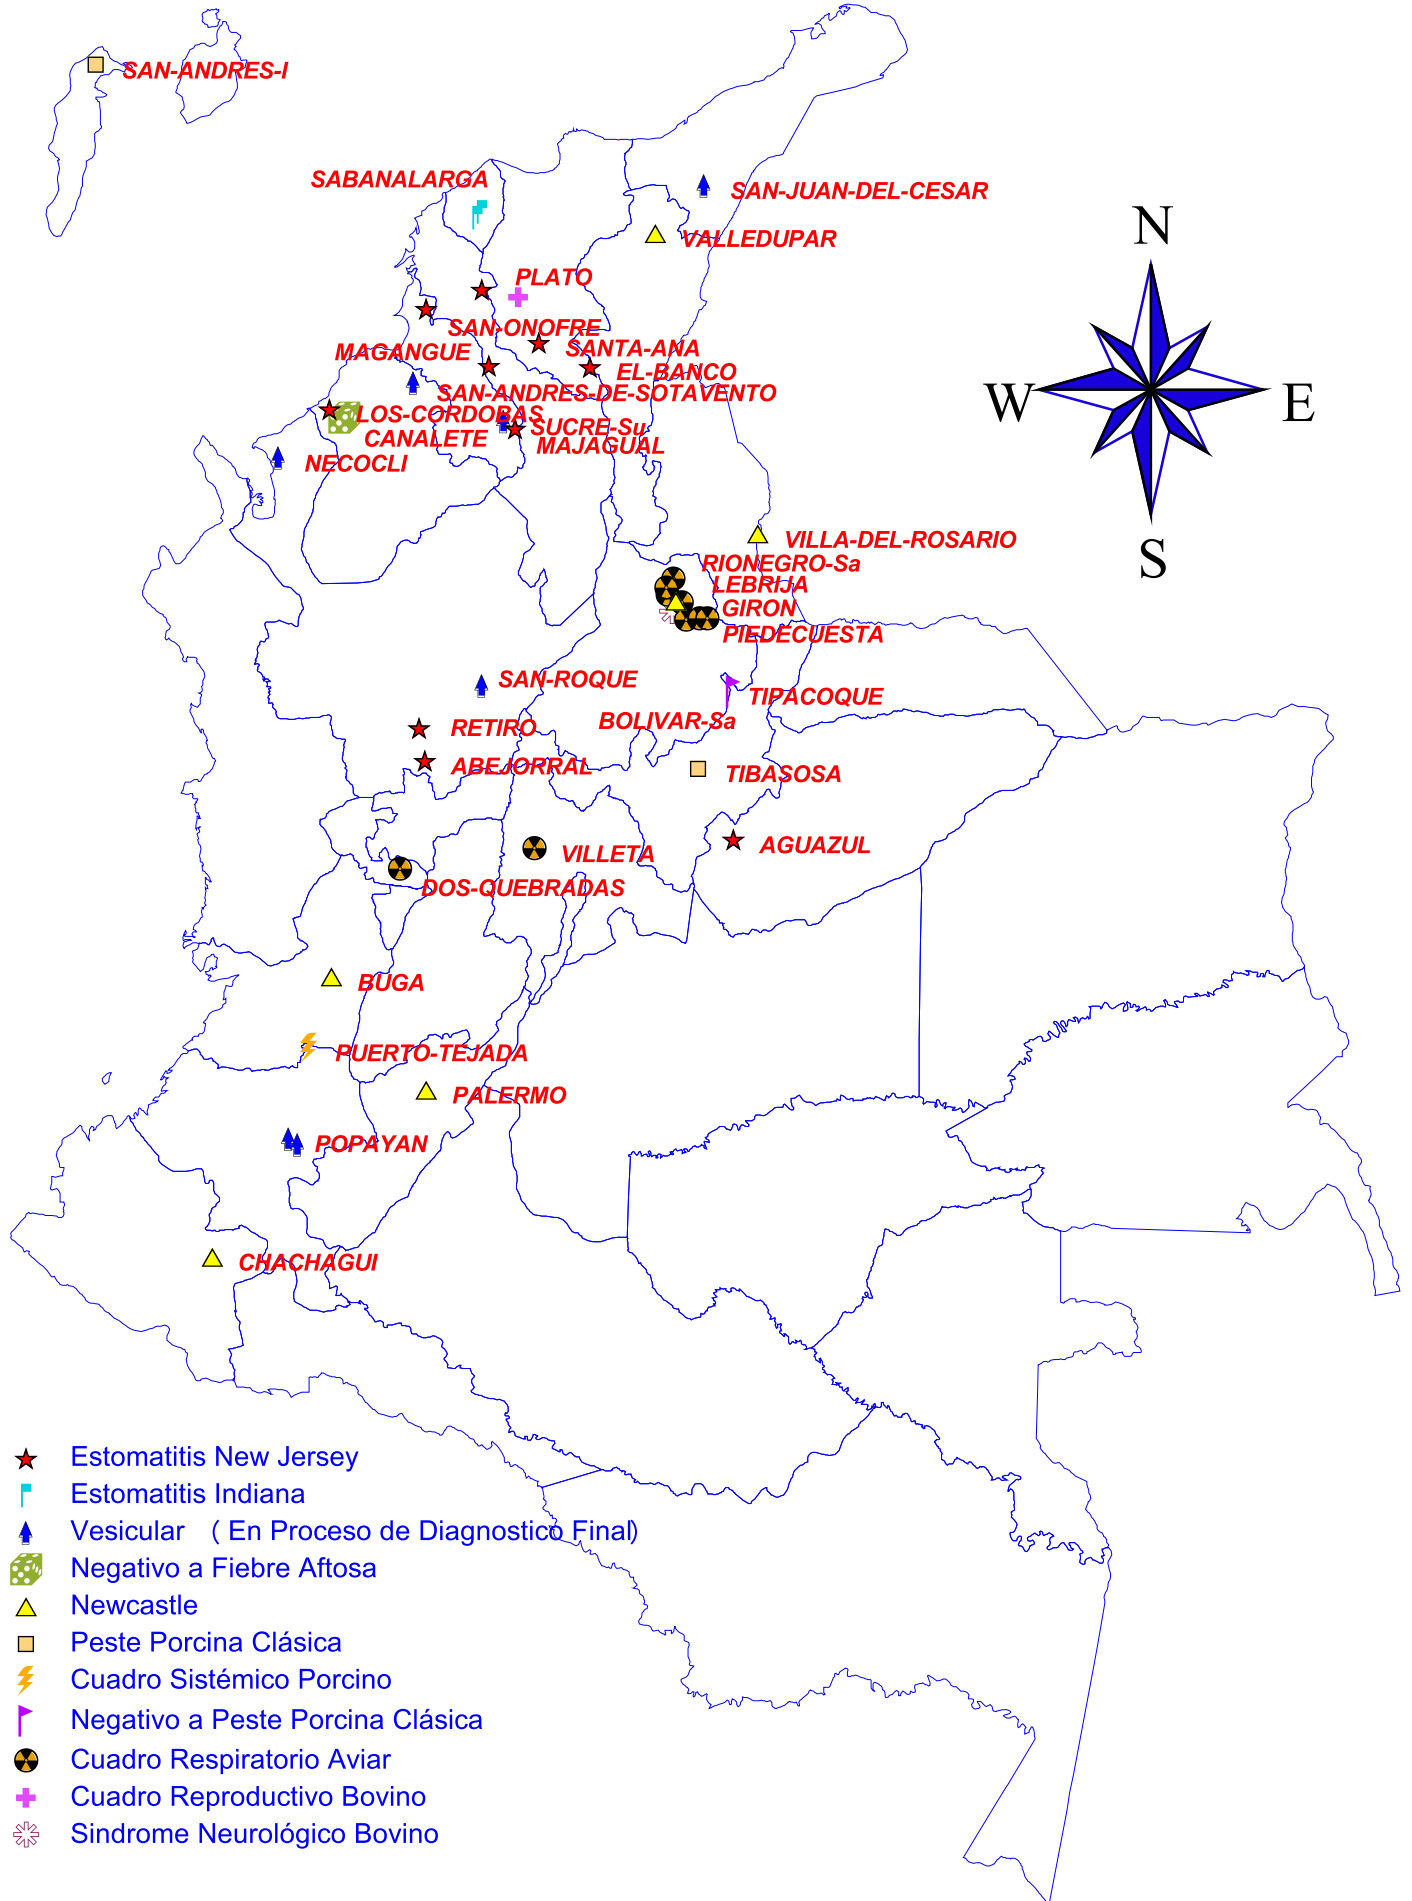 SAN-ANDRES-I
SABANALARGA
SAN-JUAN-DEL-CESAR
N
VALLEDUPAR
PLATO
SAN-ONOFRE
MAGANGUE
SANTA-ANA
EL-BANCO
SAN-ANDRES-DE-SOTAVENTO
W
E
LOS-CORDOBAS
SUCRE-Su
CANALETE
MAJAGUAL
NECOCLI
VILLA-DEL-ROSARIO
S
RIONEGRO-Sa
LEBRIJA
GIRON
PIEDECUESTA
SAN-ROQUE
TIPACOQUE
BOLIVAR-Sa
RETIRO
ABEJORRAL
TIBASOSA
AGUAZUL
VILLETA
DOS-QUEBRADAS
BUGA
PUERTO-TEJADA
PALERMO
POPAYAN
CHACHAGUI
Estomatitis New Jersey
Estomatitis Indiana
Vesicular ( En Proceso de Diagnostico Final)
Negativo a Fiebre Aftosa
Newcastle
Peste Porcina Clásica
Cuadro Sistémico Porcino
Negativo a Peste Porcina Clásica
Cuadro Respiratorio Aviar
Cuadro Reproductivo Bovino
Sindrome Neurológico Bovino